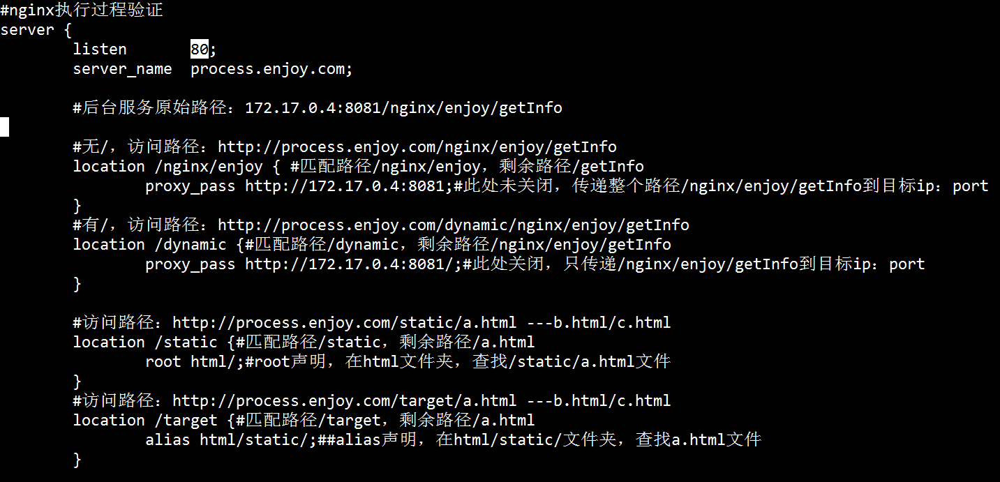 #nginx执行过程验证
server {
listen 80;
server_name process.enjoy.com;
#后台服务原始路径：172.17.0.4:8081/nginx/enjoy/getInfo
#无/，访问路径：http://process.enjoy.com/nginx/enjoy/getInfo
location /nginx/enjoy { #匹配路径/nginx/enjoy，剩余路径/getInfo
proxy_pass http://172.17.0.4:8081;#此处未关闭，传递整个路径/nginx/enjoy/getInfo到目标ip：port
}
#有/，访问路径：http://process.enjoy.com/dynamic/nginx/enjoy/getInfo
location /dynamic {#匹配路径/dynamic，剩余路径/nginx/enjoy/getInfo
proxy_pass http://172.17.0.4:8081/;#此处关闭，只传递/nginx/enjoy/getInfo到目标ip：port
}
#访问路径：http://process.enjoy.com/static/a.html ---b.html/c.html
location /static {#匹配路径/static，剩余路径/a.html
root html/;#root声明，在html文件夹，查找/static/a.html文件
}
#访问路径：http://process.enjoy.com/target/a.html ---b.html/c.html
location /target {#匹配路径/target，剩余路径/a.html
alias html/static/;##alias声明，在html/static/文件夹，查找a.html文件
}